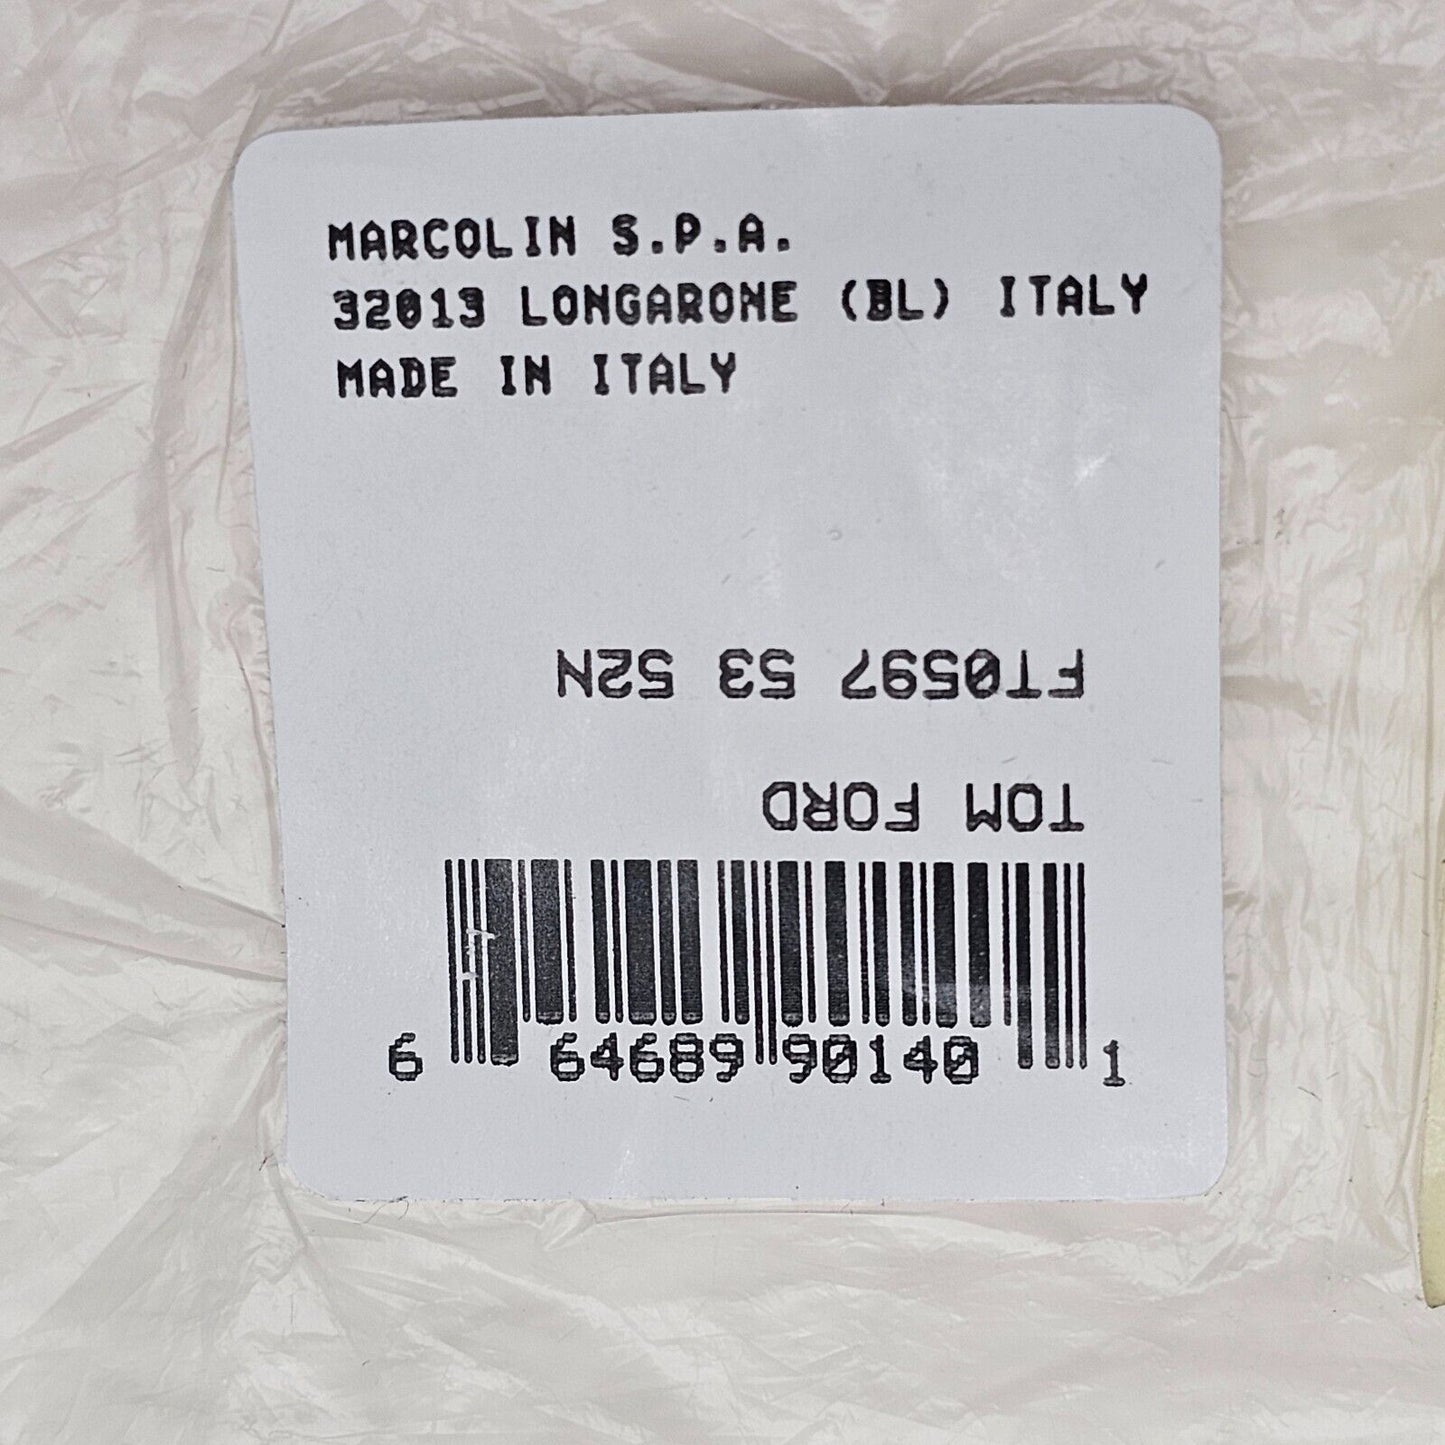 MARCOLIN S.P.A.
32013 LONGARONE (BL) ITALY
MADE IN ITALY
FT0597 53 52N
TOM FORD
6 64689 90140 1